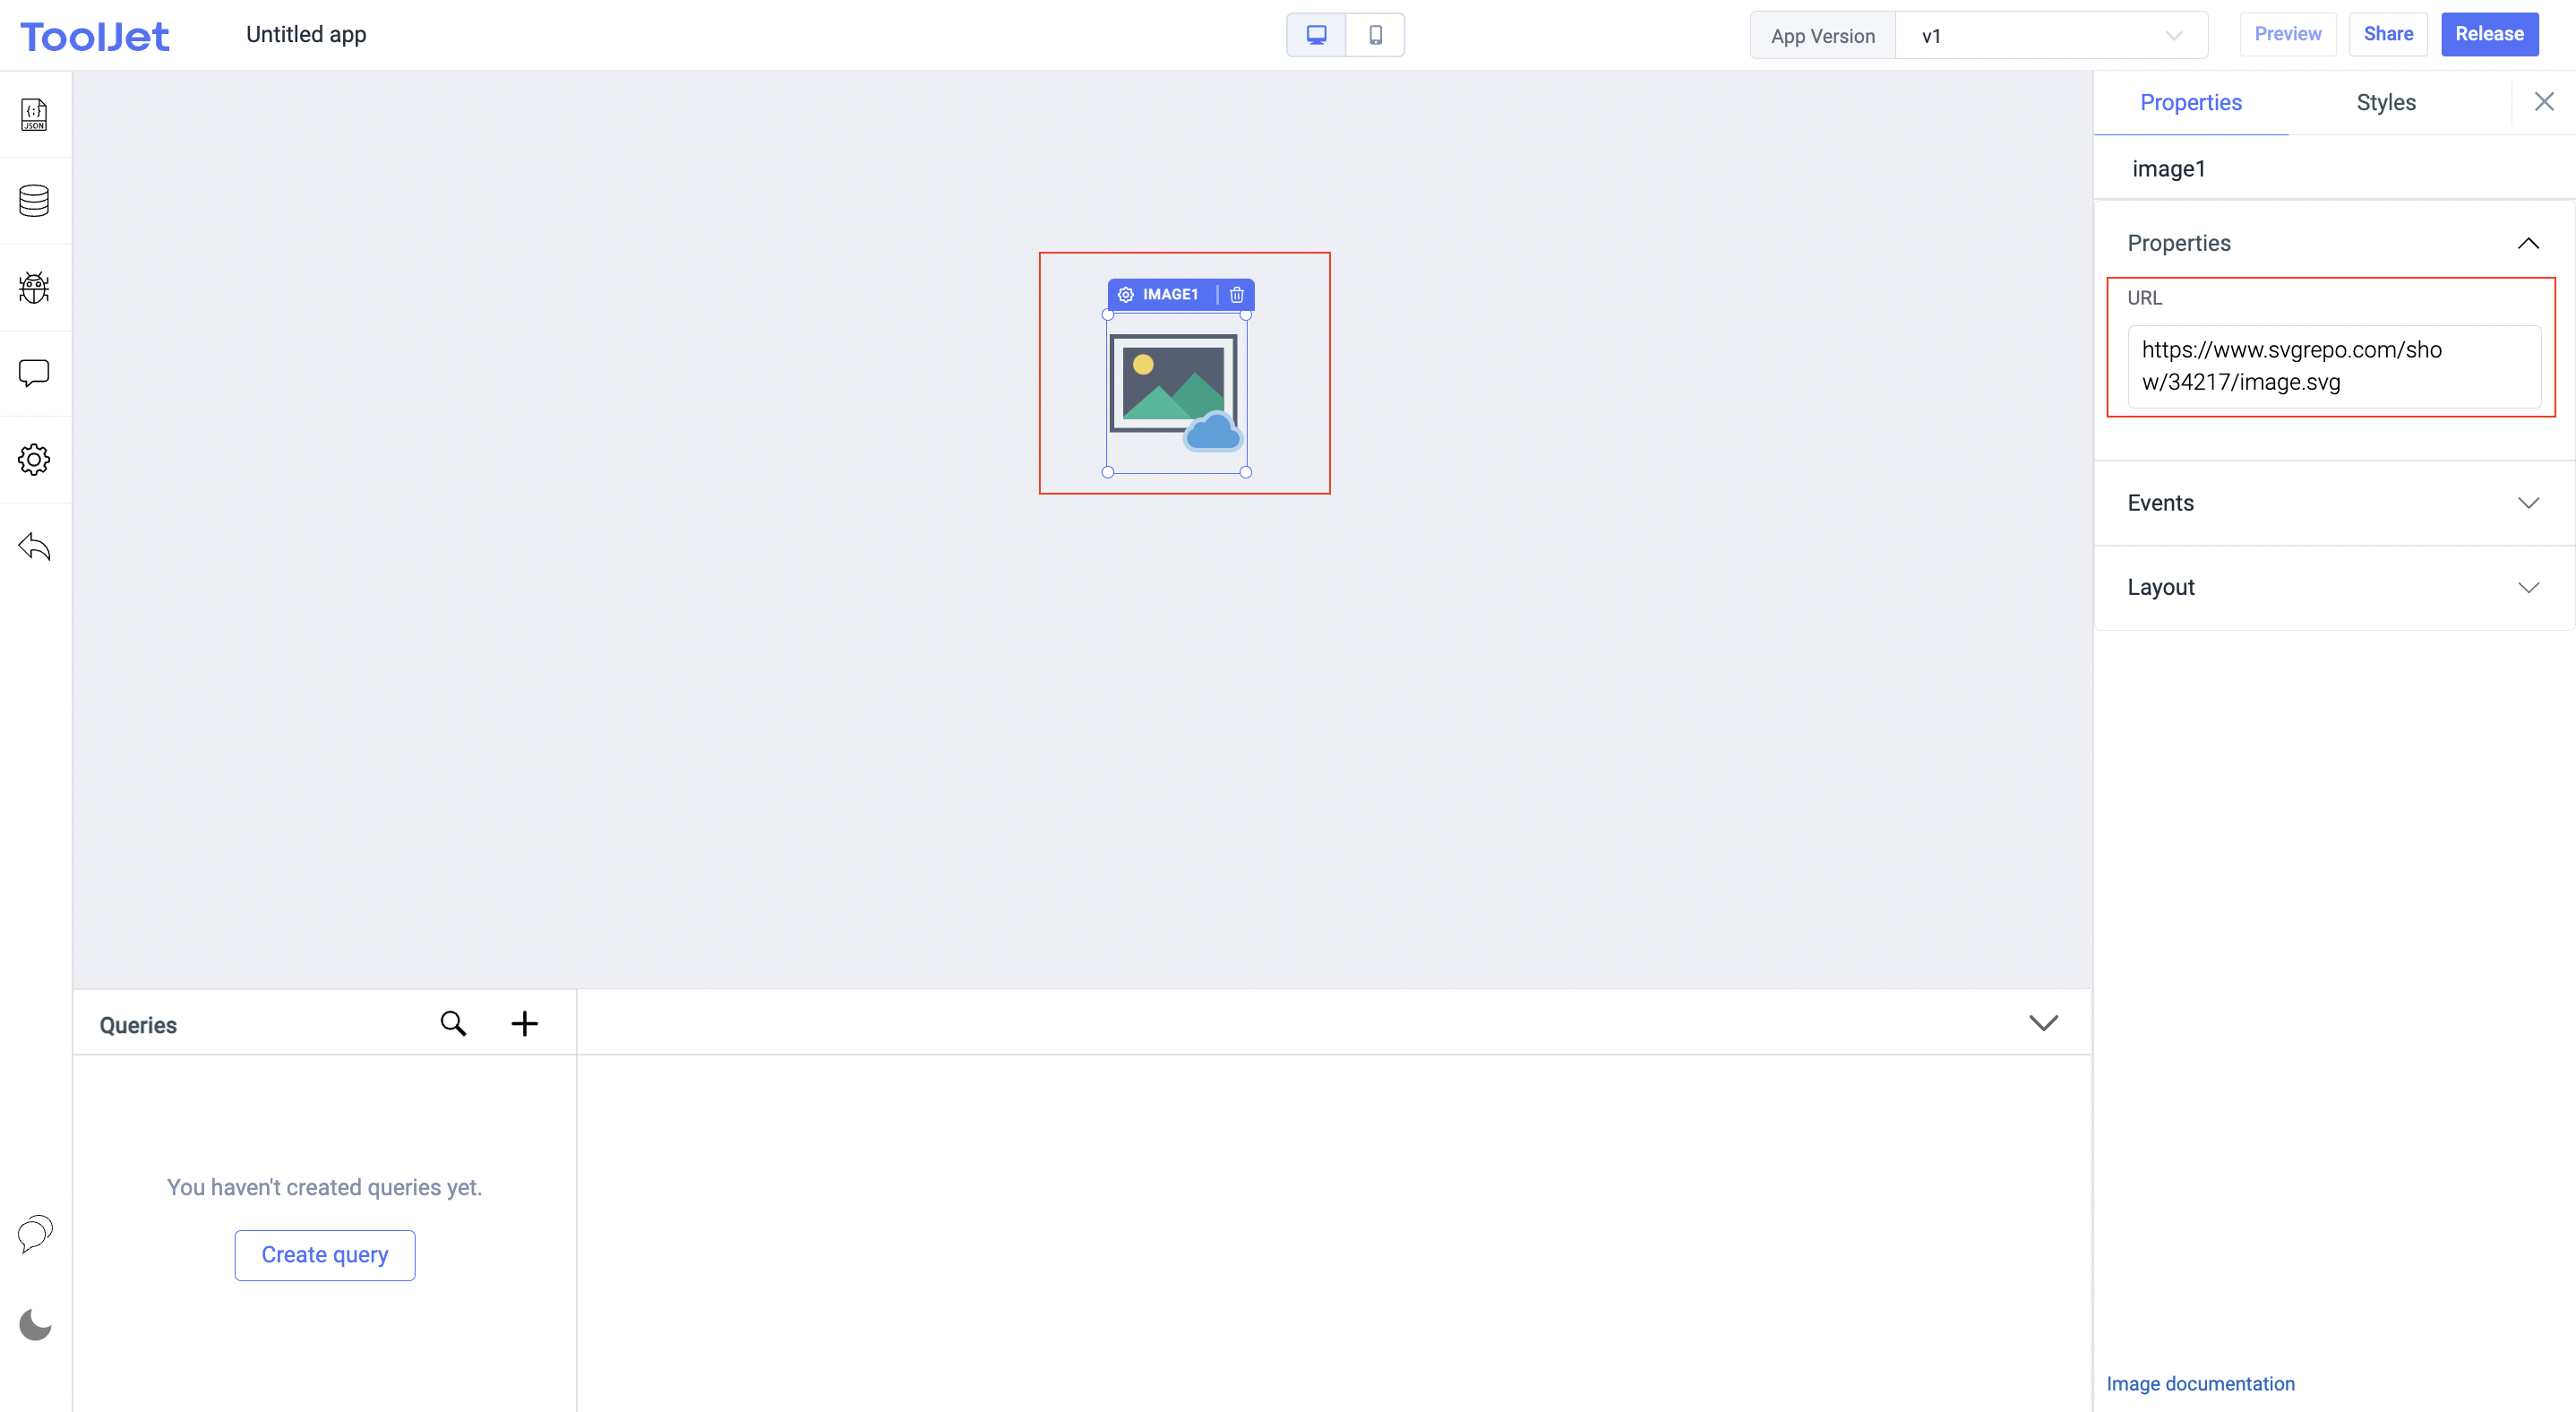 ToolJet
Untitled app
App Version
v1
Preview
Share
Release
{;}
JSON
Properties
Styles
image1
Properties
URL
https://www.svgrepo.com/sho
w/34217/image.svg
Events
Layout
IMAGE1
Queries
You haven't created queries yet.
Create query
Image documentation